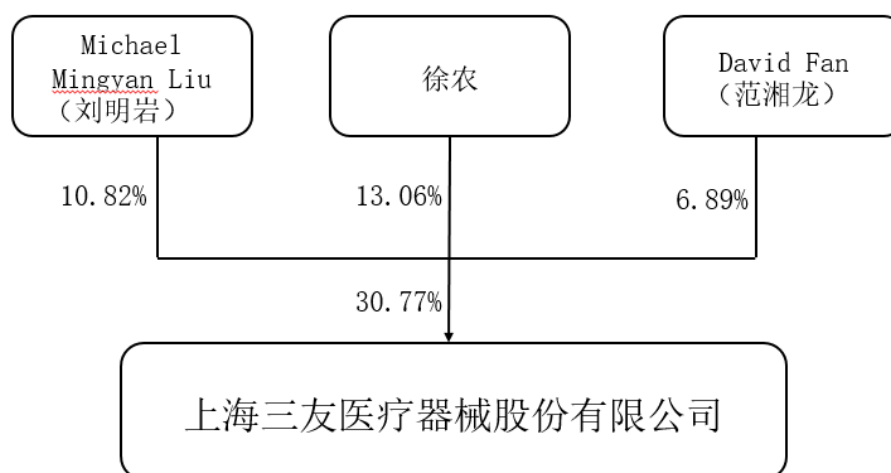 Michael
Mingyan Liu
（刘明岩）
徐农
David Fan
（范湘龙）
10.82%
13.06%
6.89%
30.77%
上海三友医疗器械股份有限公司